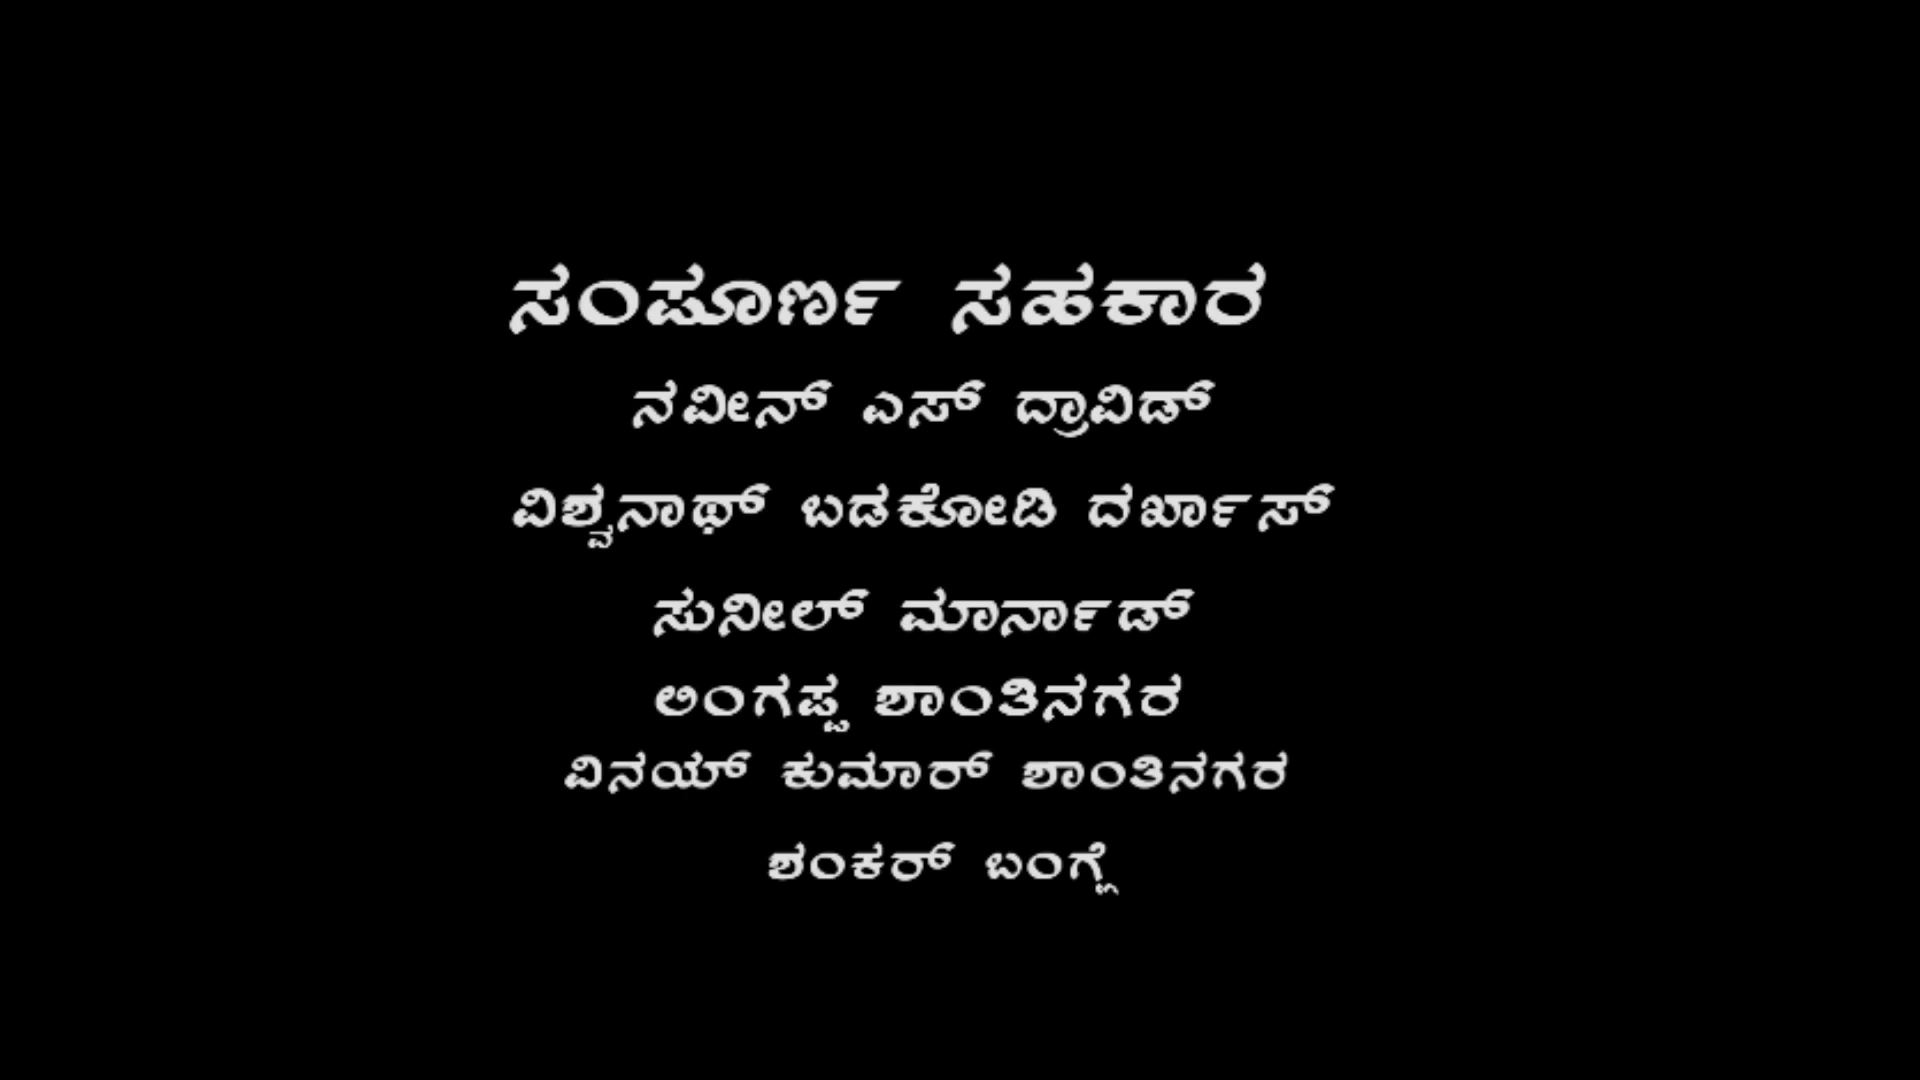 ಸಂಪೂರ್ಣ ಸಹಕಾರ
ನವೀನ್ ಎಸ್ ದ್ರಾವಿಡ್
ವಿಶ್ವನಾಥ್ ಬಡಕೋಡಿ ದರ್ಖಾಸ್
ಸುನೀಲ್ ಮಾರ್ನಾಡ್
ಅಂಗಪ್ಪ ಶಾಂತಿನಗರ
ವಿನಯ್ ಕುಮಾರ್ ಶಾಂತಿನಗರ
ಶಂಕರ್